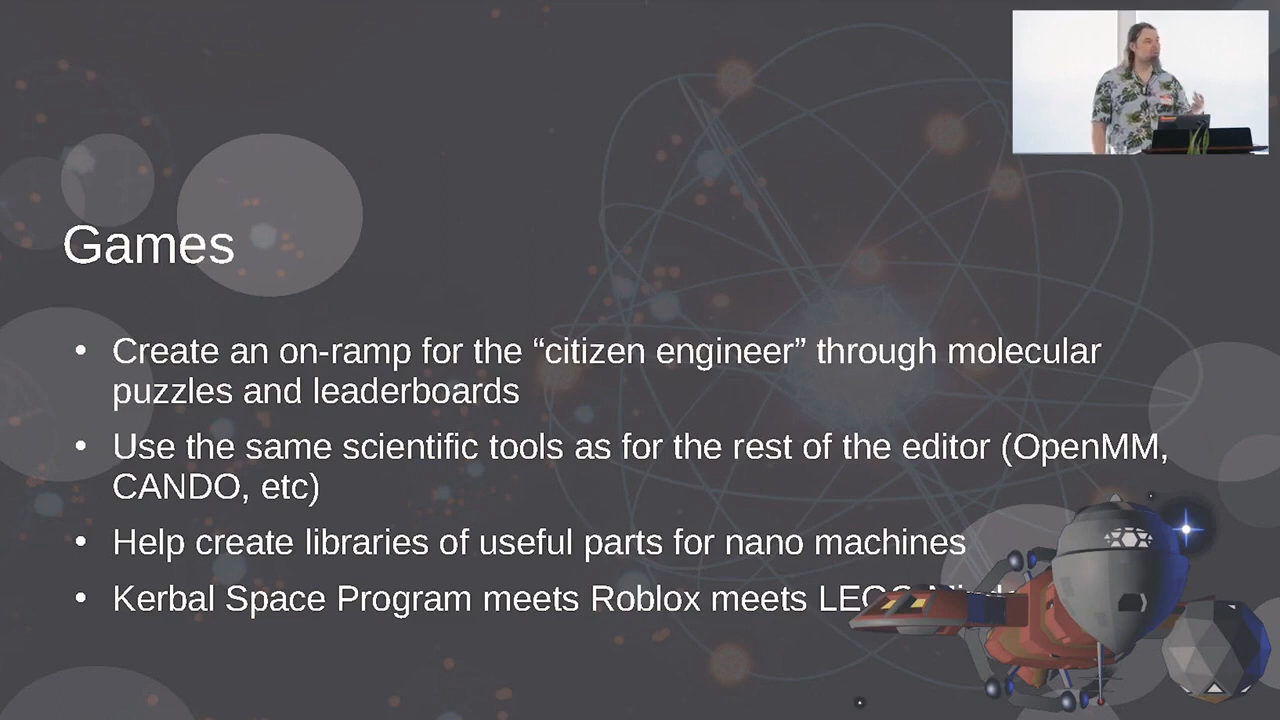 Games
• Create an on-ramp for the “citizen engineer” through molecular
puzzles and leaderboards
• Use the same scientific tools as for the rest of the editor (OpenMM,
CANDO, etc)
• Help create libraries of useful parts for nano machines
• Kerbal Space Program meets Roblox meets